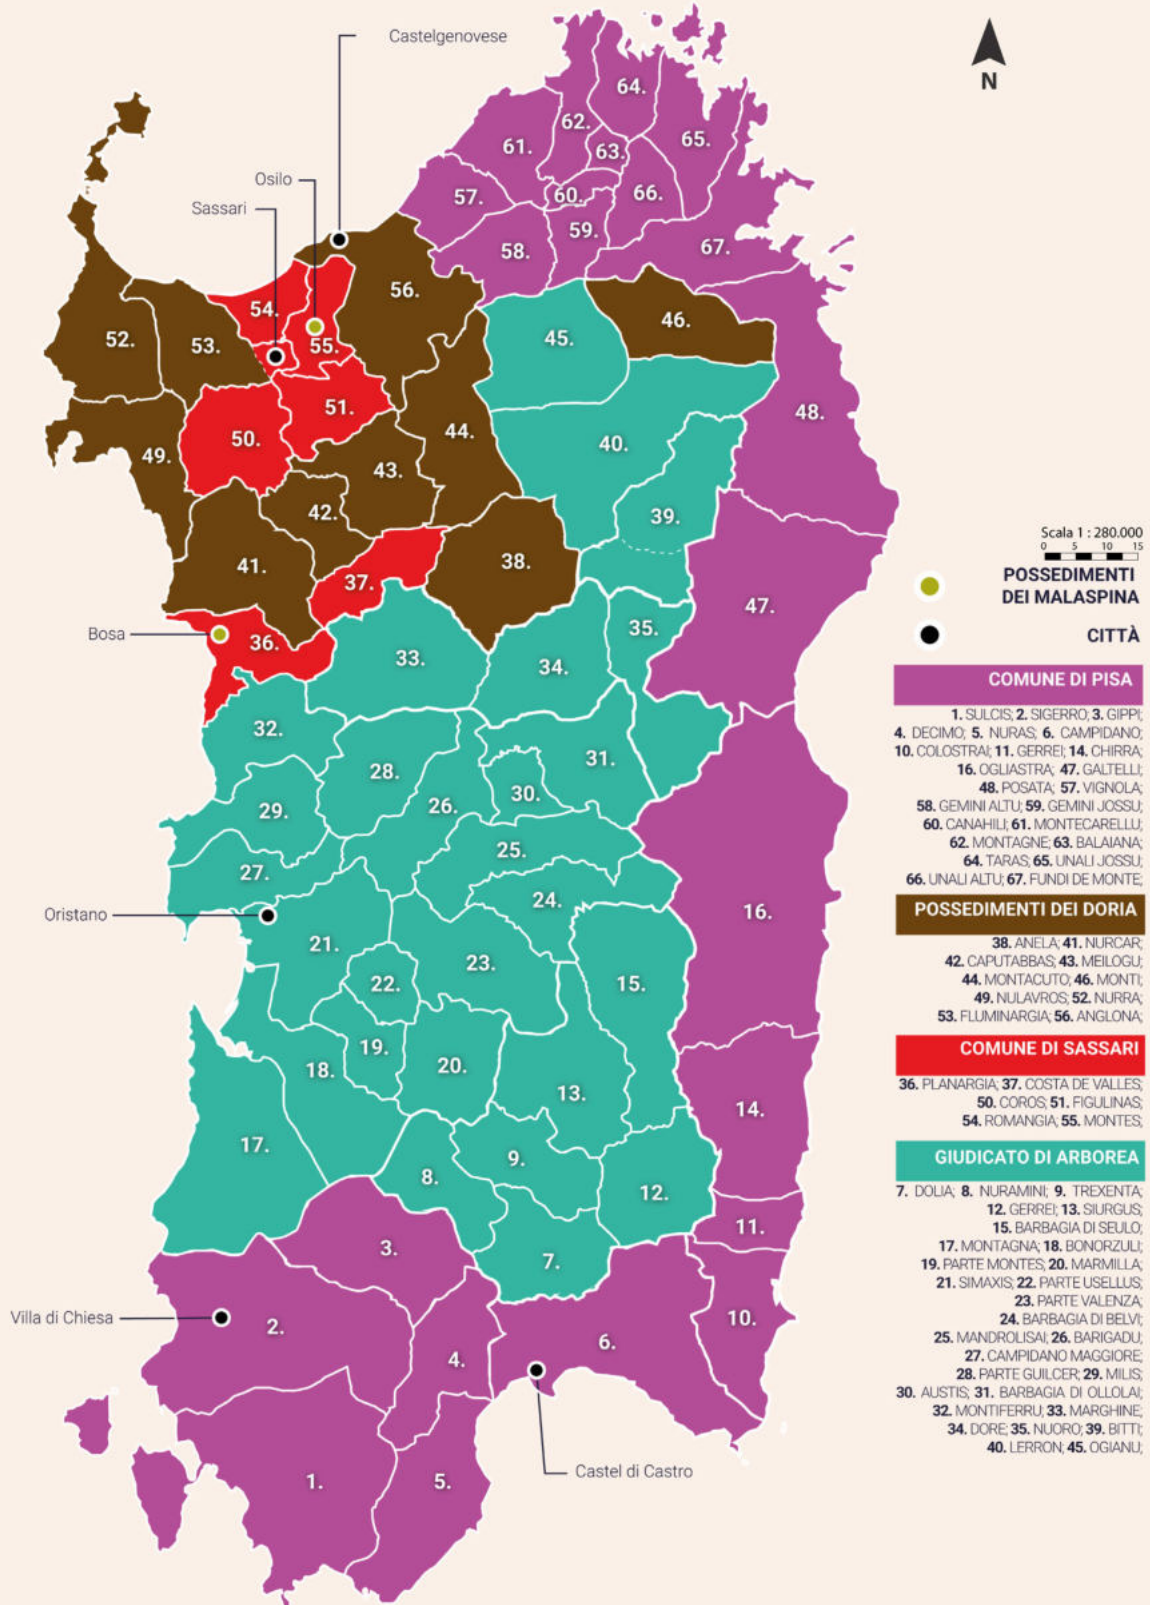 Castelgenovese
N
64.
62.
65.
61.
63.
Osilo
57.
60.
66.
Sassari
59.
58.
67.
56.
54.
46.
52.
53.
55.
45.
51.
48.
50.
44.
40.
49.
43.
42.
39.
Scala 1 : 280.000
0 5 10 15
41.
38.
37.
POSSEDIMENTI
DEI MALASPINA
47.
Bosa
36.
35.
CITTÀ
33.
34.
COMUNE DI PISA
1. SULCIS; 2. SIGERRO; 3. GIPPI;
4. DECIMO; 5. NURAS; 6. CAMPIDANO;
10. COLOSTRAI; 11. GERREI; 14. CHIRRA;
16. OGLIASTRA; 47. GALTELLI;
48. POSATA; 57. VIGNOLA;
58. GEMINI ALTU; 59. GEMINI JOSSU;
60. CANAHILI; 61. MONTECARELLU;
62. MONTAGNE; 63. BALAIANA;
64. TARAS; 65. UNALI JOSSU;
66. UNALI ALTU; 67. FUNDI DE MONTE;
32.
31.
28.
30.
26.
29.
25.
27.
24.
Oristano
16.
21.
23.
22.
15.
POSSEDIMENTI DEI DORIA
38. ANELA; 41. NURCAR;
42. CAPUTABBAS; 43. MEILOGU;
44. MONTACUTO; 46. MONTI;
49. NULAVROS; 52. NURRA;
53. FLUMINARGIA; 56. ANGLONA;
19.
18.
20.
13.
14.
COMUNE DI SASSARI
36. PLANARGIA; 37. COSTA DE VALLES;
50. COROS; 51. FIGULINAS;
54. ROMANGIA; 55. MONTES;
17.
9.
8.
12.
11.
3.
7.
GIUDICATO DI ARBOREA
7. DOLIA; 8. NURAMINI; 9. TREXENTA;
12. GERREI; 13. SIURGUS;
15. BARBAGIA DI SEULO;
17. MONTAGNA; 18. BONORZULI;
19. PARTE MONTES; 20. MARMILLA;
21. SIMAXIS; 22. PARTE USELLUS;
23. PARTE VALENZA;
24. BARBAGIA DI BELVI;
25. MANDROLISAI; 26. BARIGADU;
27. CAMPIDANO MAGGIORE;
28. PARTE GUILCER; 29. MILIS;
30. AUSTIS; 31. BARBAGIA DI OLLOLAI;
32. MONTIFERRU; 33. MARGHINE;
34. DORE; 35. NUORO; 39. BITTI;
40. LERRON; 45. OGIANU;
Villa di Chiesa
2.
10.
6.
4.
Castel di Castro
1.
5.